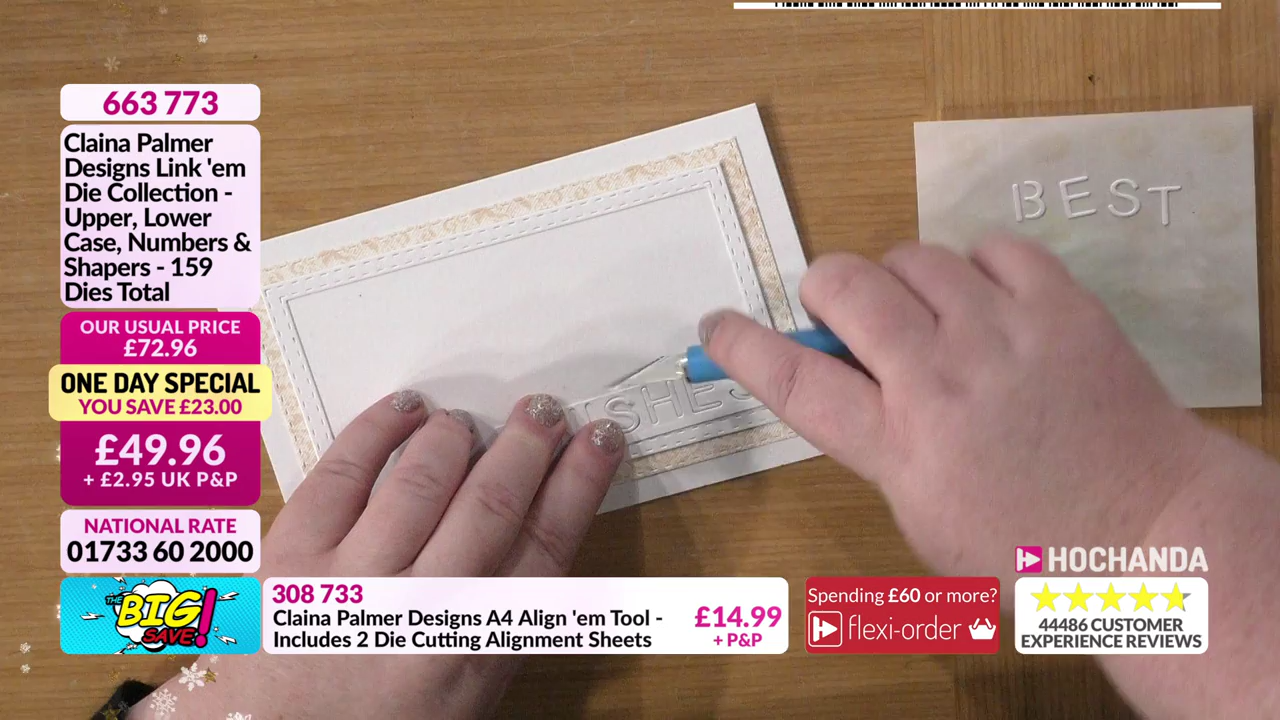 663 773
Claina Palmer
Designs Link 'em
Die Collection -
Upper, Lower
Case, Numbers &
Shapers - 159
Dies Total
OUR USUAL PRICE
£72.96
ONE DAY SPECIAL
YOU SAVE £23.00
£49.96
+ £2.95 UK P&P
NATIONAL RATE
01733 60 2000
THE
BIG
SAVE!
308 733
Claina Palmer Designs A4 Align 'em Tool -
Includes 2 Die Cutting Alignment Sheets
£14.99
+ P&P
Spending £60 or more?
flexi-order
HOCHANDA
44486 CUSTOMER
EXPERIENCE REVIEWS
BEST
ISHES